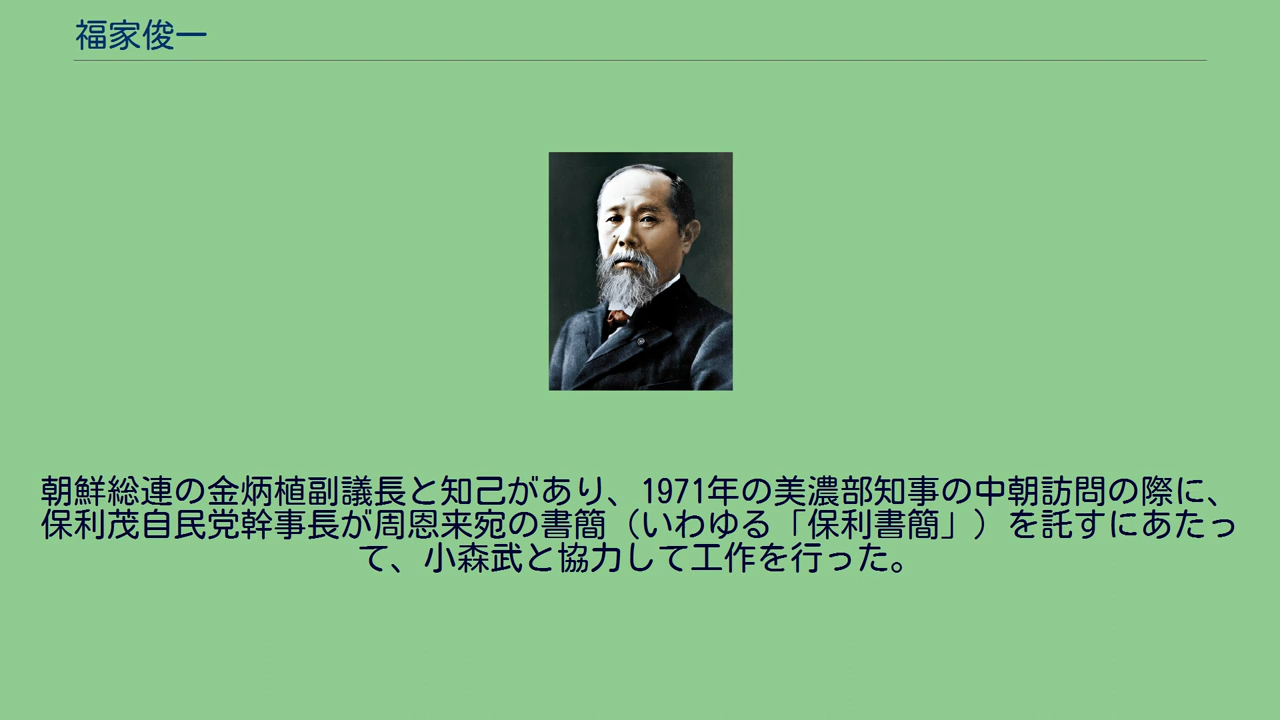 福家俊一
朝鮮総連の金炳植副議長と知己があり、1971年の美濃部知事の中朝訪問の際に、
保利茂自民党幹事長が周恩来宛の書簡（いわゆる「保利書簡」）を託すにあたっ
て、小森武と協力して工作を行った。